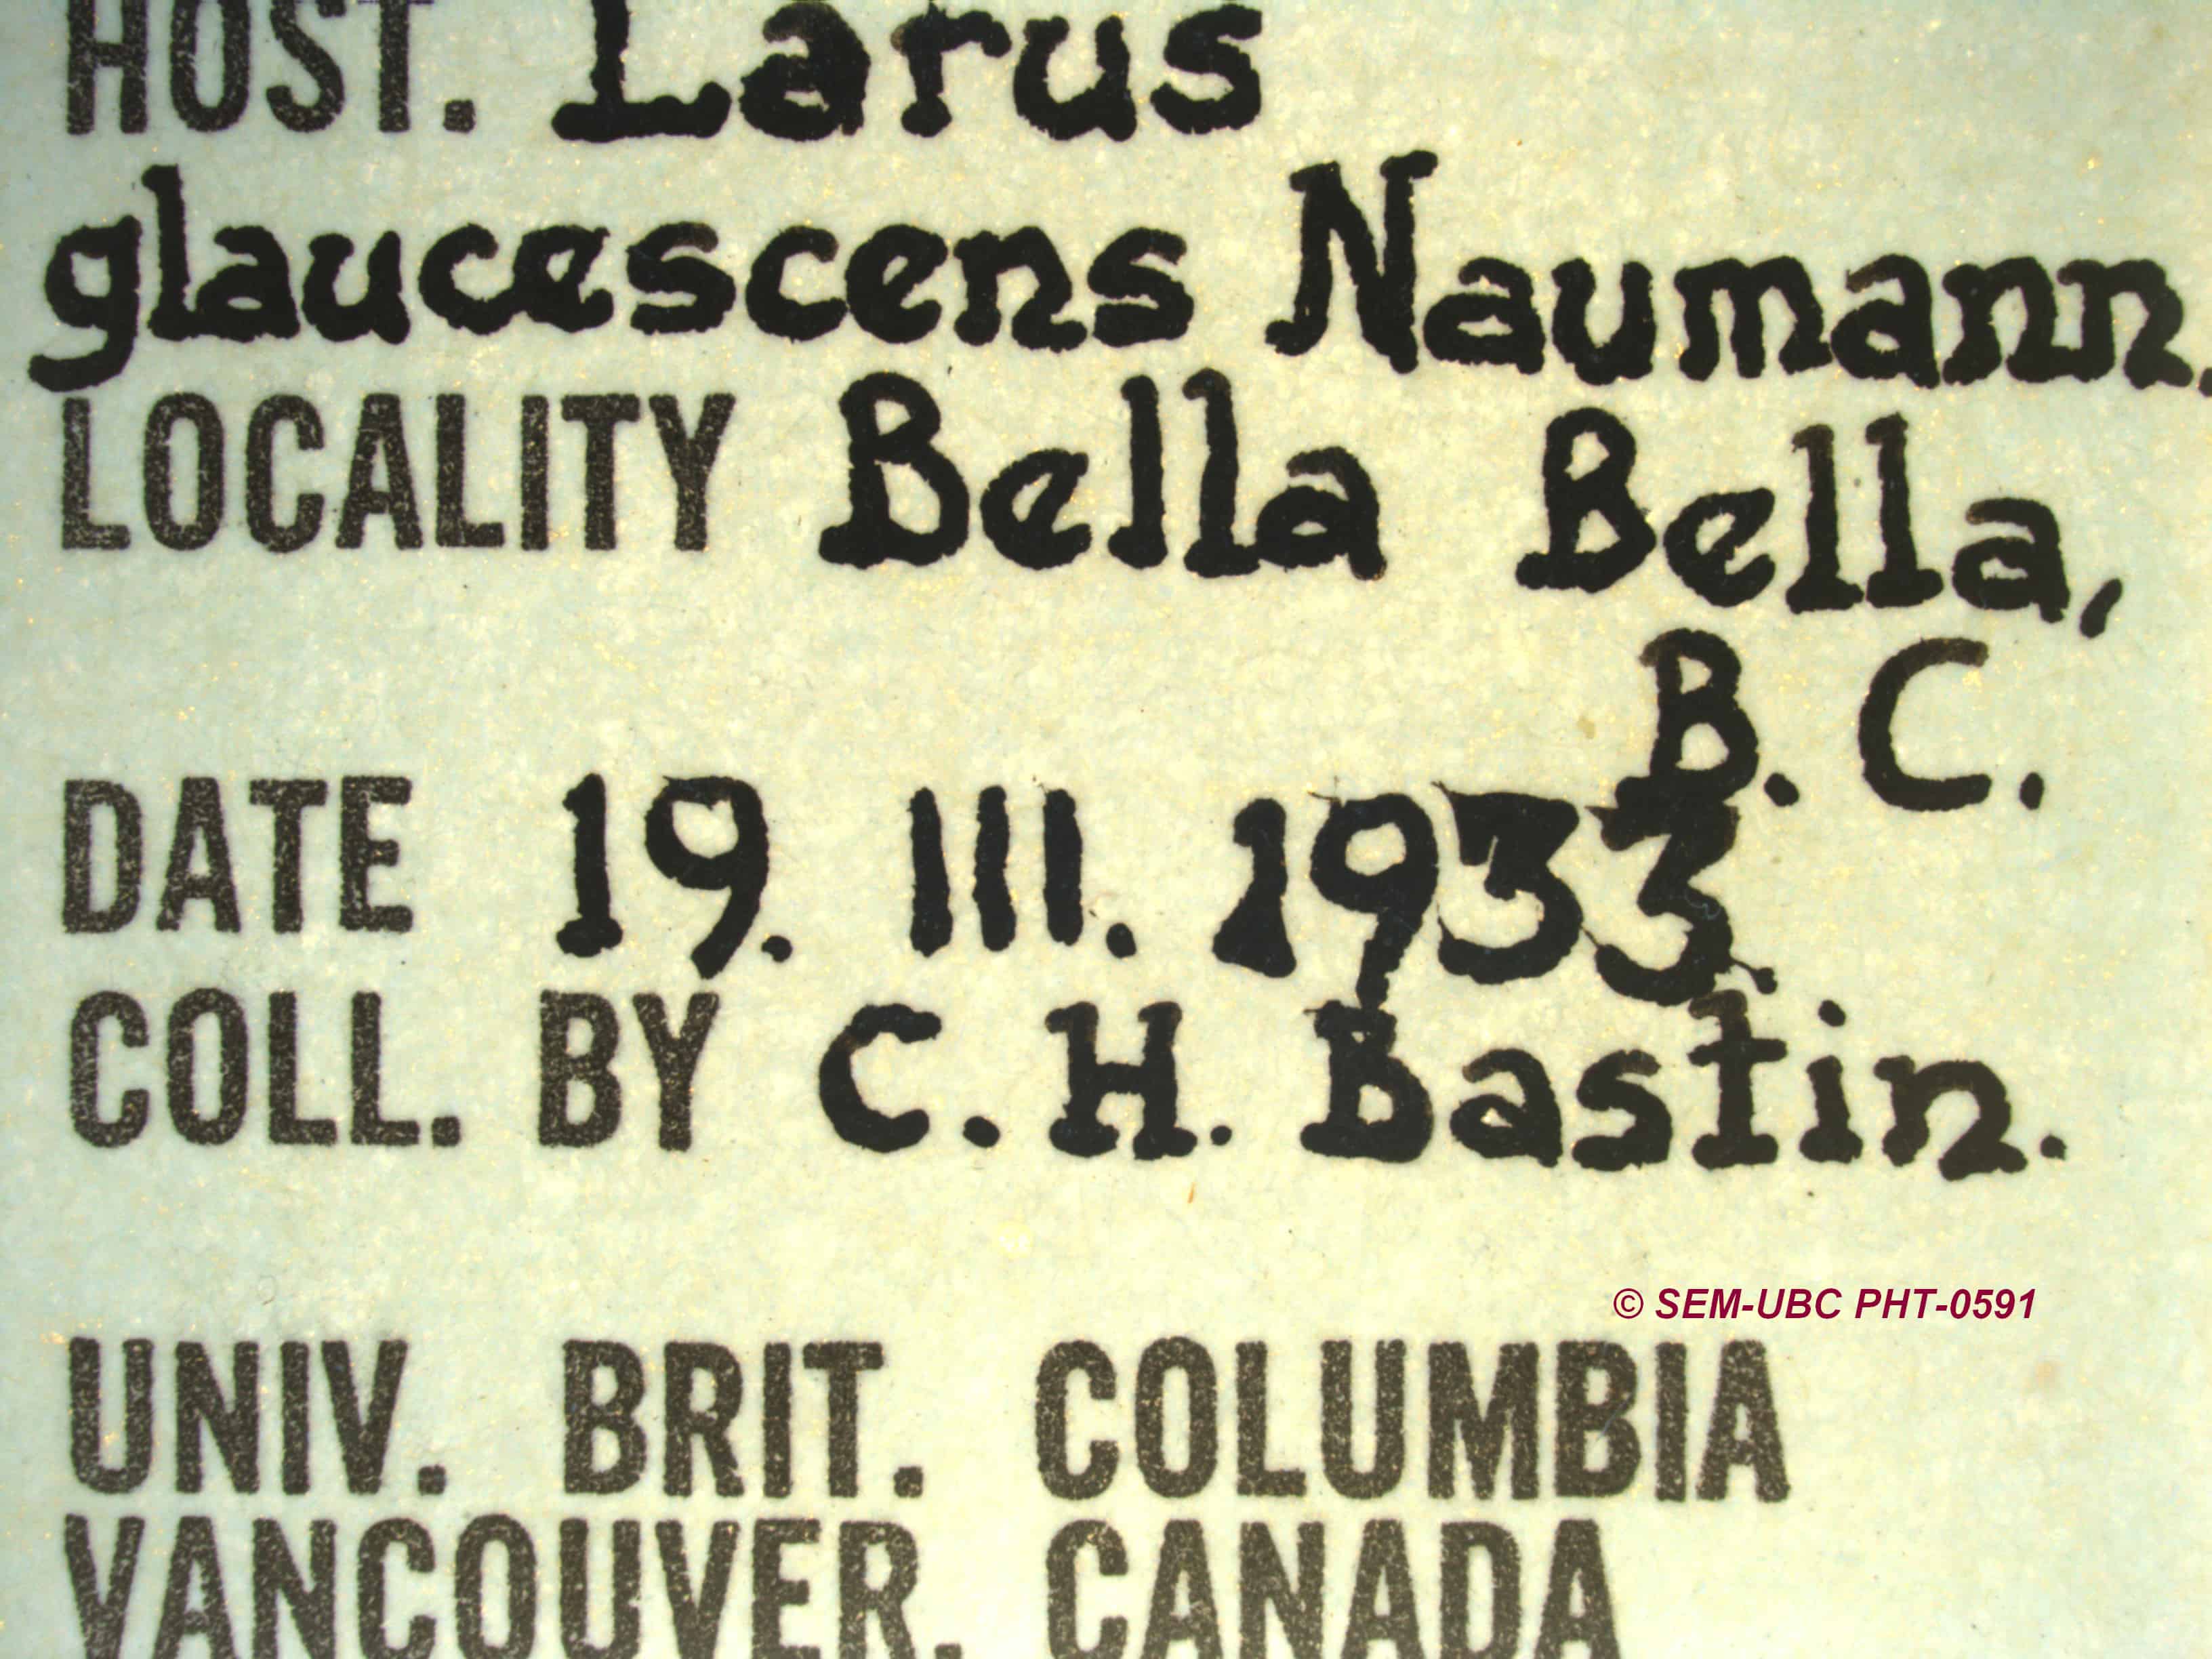 HOST. Larus
glaucescens Naumann.
LOCALITY Bella Bella,
B. C.
DATE 19. III. 1933.
COLL. BY C. H. Bastin.
© SEM-UBC PHT-0591
UNIV. BRIT. COLUMBIA
VANCOUVER. CANADA